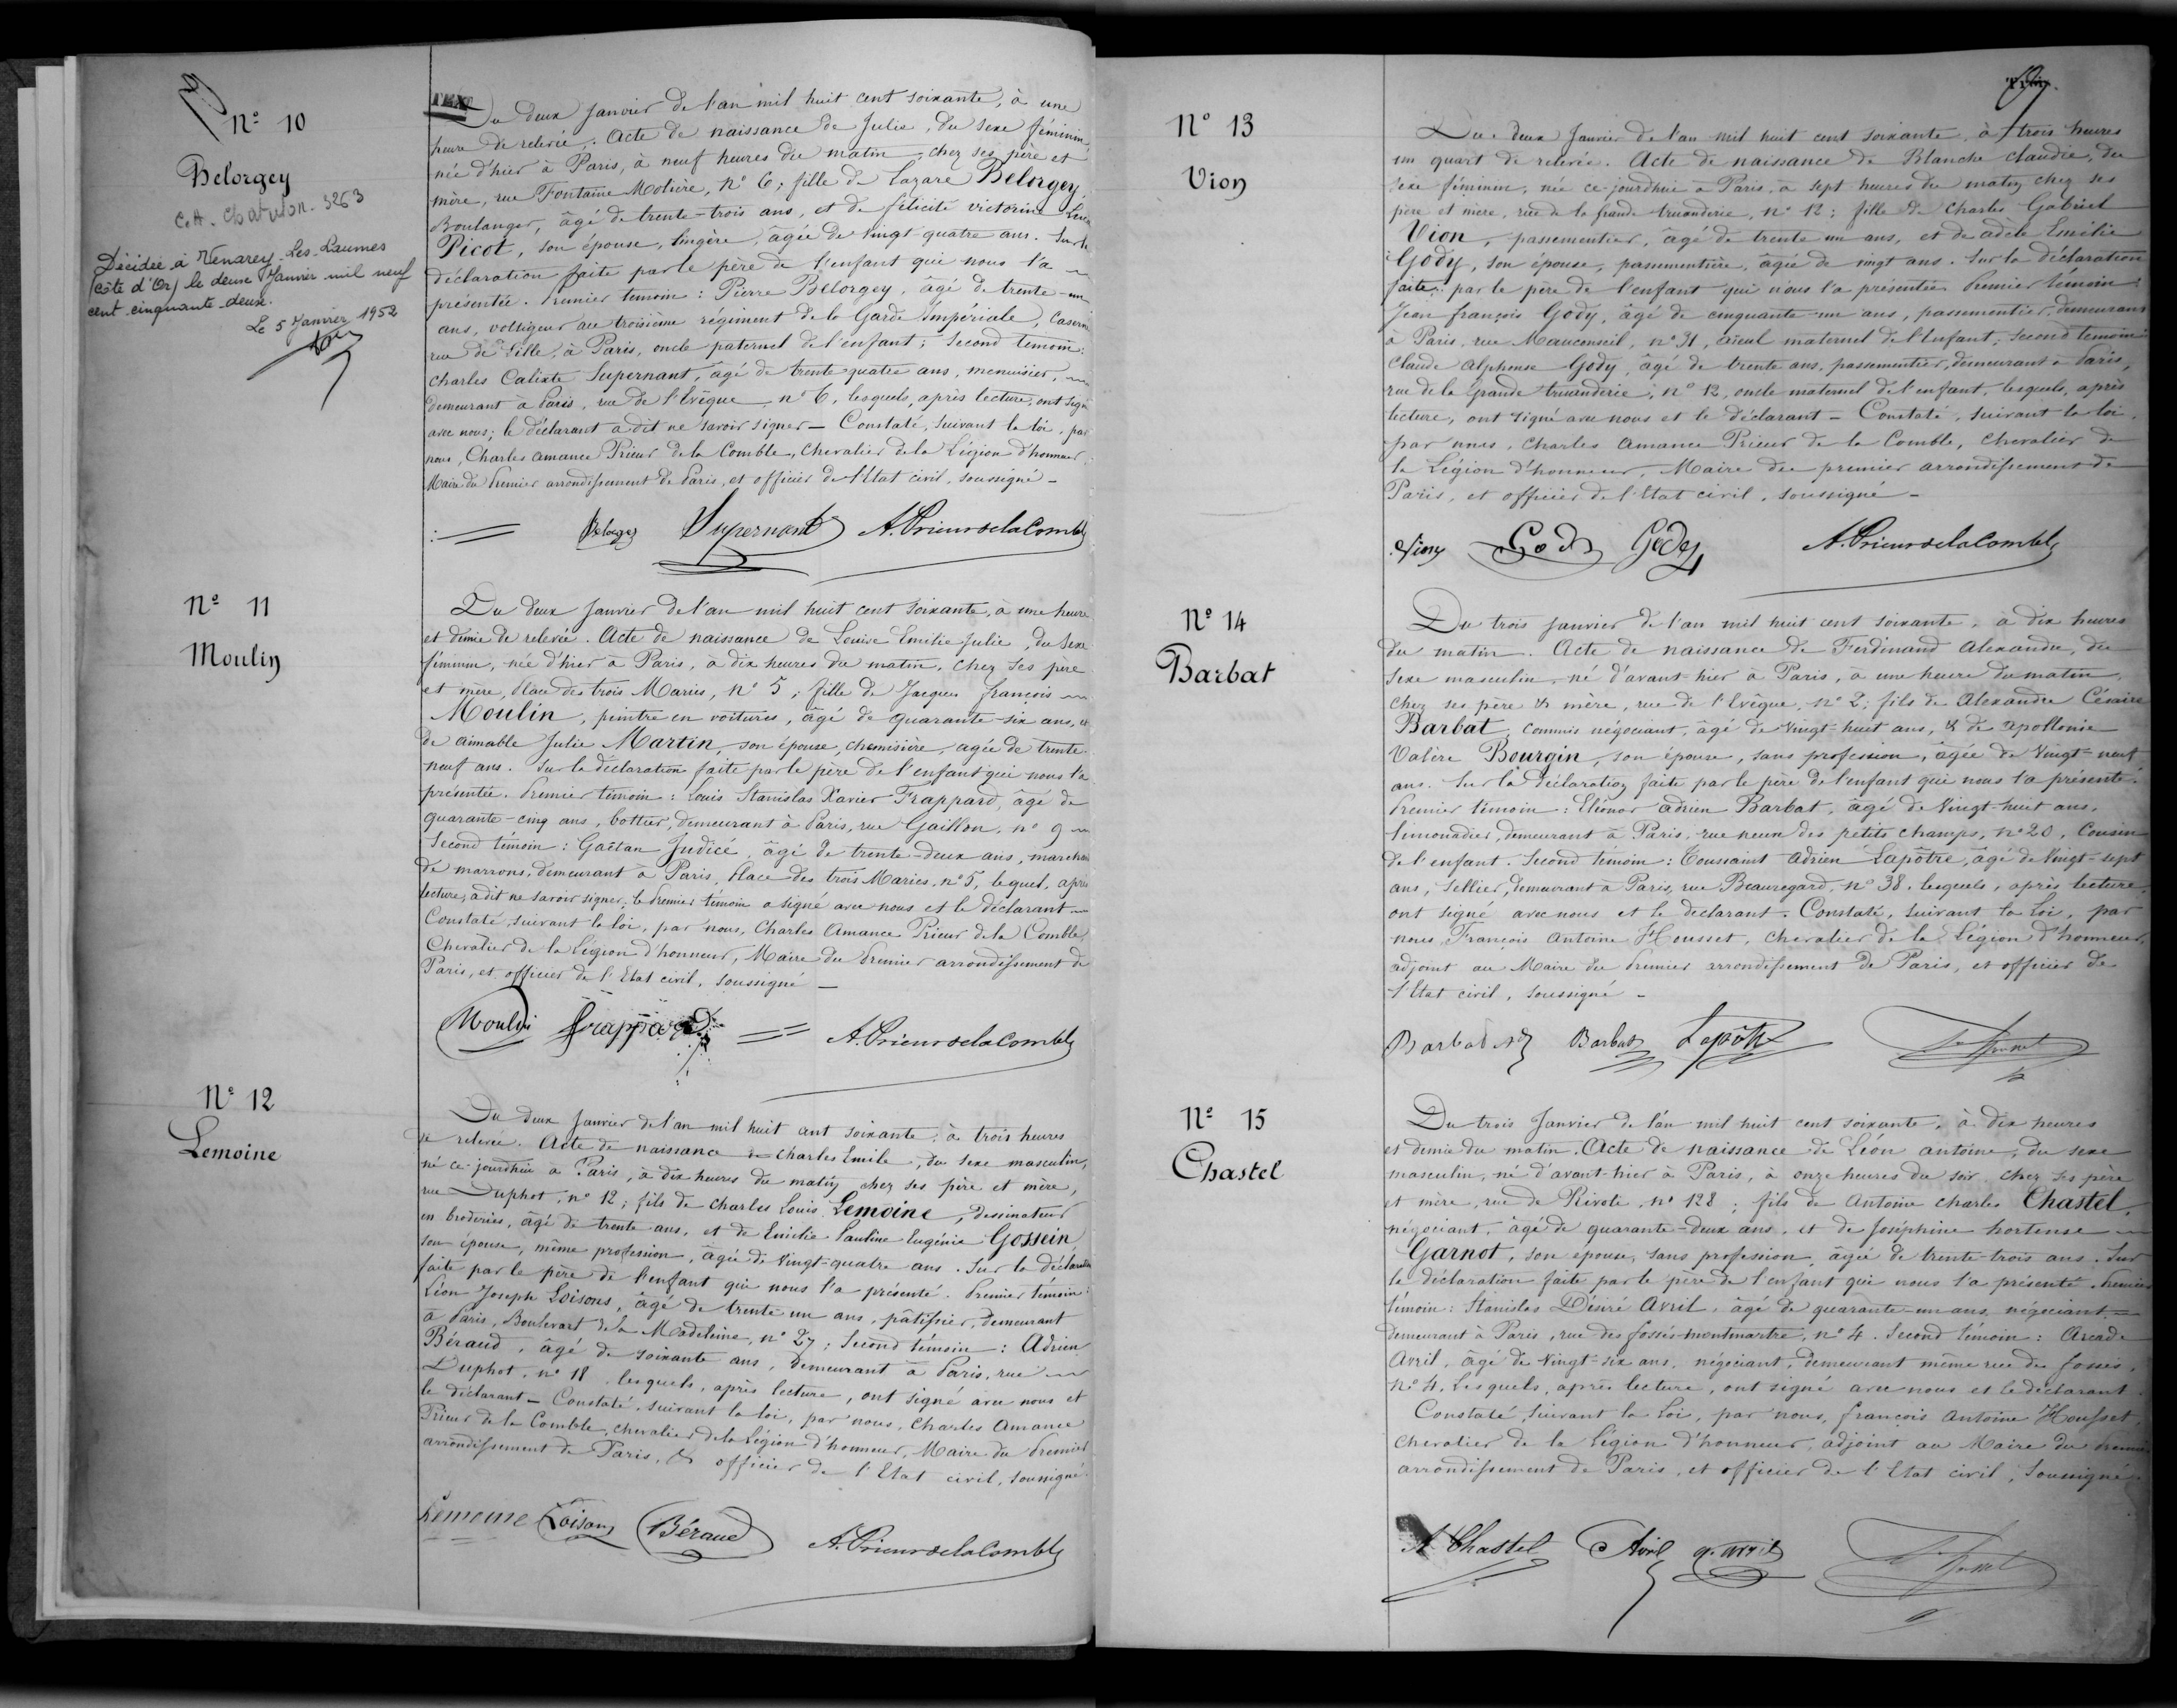 N° 10
Belorgey
Décidée à Venarey-Les-Laumes
(côte d'Or) le deux Janvier mil neuf
cent cinquante-deux.
Le 5 Janvier 1952
Du deux Janvier de l'an mil huit cent soixante, à une
heure de relevée. Acte de naissance de Julie, du sexe féminin,
née d'hier à Paris, à neuf heures du matin, chez ses père et
mère, rue Fontaine Molière, n° 6; fille de Lazare Belorgey,
Boulanger, âgé de trente-trois ans, et de félicité victorine
Picot, son épouse, lingère, âgée de vingt-quatre ans. Sur la
déclaration faite par le père de l'enfant qui nous l'a
présentée. Premier temoin: Pierre Belorgey, âgé de trente-un
ans, voltigeur au troisième régiment de la Garde Impériale, Caserne
rue de Lille, à Paris, oncle paternel de l'enfant; Second temoin:
charles Calixte Supernant, âgé de trente quatre ans, menuisier,
demeurant à Paris, rue de l'Evêque, n° 6, lesquels, après lecture, ont signé
avec nous; le déclarant a dit ne savoir signer — Constaté, suivant la loi, par
nous, Charles amance Prieur de la Comble, Chevalier de la Légion d'honneur
Maire du Premier arrondissement de Paris, et officier de l'Etat civil, soussigné —
Belorgey Supernant A. Prieur de la Comble
N° 11
Moulin
Du deux Janvier de l'an mil huit cent soixante, à une heure
et demie de relevée. Acte de naissance de Louise Emilie Julie, du sexe
féminin, née d'hier à Paris, à dix heures du matin, chez ses père
et mère, Place des trois Maries, n° 5; fille de Jacques françois
Moulin, peintre en voitures, âgé de quarante-six ans, et
de aimable Julie Martin, son épouse, chemisière, âgée de trente-
neuf ans. Sur la déclaration faite par le père de l'enfant qui nous l'a
présentée. Premier témoin: Louis Stanislas Xavier Frappard, âgé de
quarante-cinq ans, bottier, demeurant à Paris, rue Gaillon, n° 9
Second témoin: Gaëtan Judicé, âgé de trente-deux ans, marchand
de marrons, demeurant à Paris, Place des trois Maries, n° 5, lequel, après
lecture, a dit ne savoir signer; le Premier témoin a signé avec nous et le déclarant
Constaté, suivant la loi, par nous, Charles Amance Prieur de la Comble,
Chevalier de la Légion d'honneur, Maire du Premier arrondissement de
Paris, et officier de l'Etat civil, soussigné —
Moulin Frappard A. Prieur de la Comble
N° 12
Lemoine
Du deux Janvier de l'an mil huit cent soixante, à trois heures
de relevée. Acte de naissance de Charles Emile, du sexe masculin,
né ce-jourdhui à Paris, à dix heures du matin, chez ses père et mère,
rue Duphot, n° 12; fils de Charles Louis Lemoine, dessinateur
en broderies, âgé de trente ans, et de Emilie Pauline Eugénie Gossein,
son épouse, même profession, âgée de vingt-quatre ans. Sur la déclaration
faite par le père de l'enfant qui nous l'a présenté. Premier témoin:
Léon Joseph Loisons, âgé de trente-un ans, pâtissier, demeurant
à Paris, Boulevart de la Madeleine, n° 27; Second témoin: Adrien
Béraud, âgé de soixante ans, demeurant à Paris, rue
Duphot, n° 18, lesquels, après lecture, ont signé avec nous et
le déclarant — Constaté, suivant la loi, par nous, Charles Amance
Prieur de la Comble, chevalier de la Légion d'honneur, Maire du Premier
arrondissement de Paris, & officier de l'Etat civil, soussigné
Lemoine Loisons Béraud A. Prieur de la Comble
N° 13
Vion
Du deux Janvier de l'an mil huit cent soixante, à trois heures
un quart de relevée. Acte de naissance de Blanche claudie, du
sexe féminin, née ce-jourdhui à Paris, à sept heures du matin, chez ses
père et mère, rue de la grande truanderie, n° 12; fille de Charles Gabriel
Vion, passementier, âgé de trente un ans, et de adèle Emélie
Gody, son épouse, passementière, âgée de vingt ans. Sur la déclaration
faite par le père de l'enfant qui nous l'a présentée. Premier témoin:
Jean françois Gody, âgé de cinquante-un ans, passementier, demeurant
à Paris, rue Mauconseil, n° 31, aïeul maternel de l'Enfant; Second temoin:
Claude Alphonse Gody, âgé de trente ans, passementier, demeurant à Paris,
rue de la Grande truanderie, n° 12, oncle maternel de l'enfant, lesquels, après
lecture, ont signé avec nous et le déclarant — Constaté, suivant la loi,
par nous, Charles amance Prieur de la Comble, Chevalier de
la Légion d'honneur, Maire du premier arrondissement de
Paris, et officier de l'Etat civil, soussigné —
Vion Gody Gody A. Prieur de la Comble
N° 14
Barbat
Du trois Janvier de l'an mil huit cent soixante, à dix heures
du matin. Acte de naissance de Ferdinand Alexandre, du
sexe masculin, né d'avant-hier à Paris, à une heure du matin,
chez ses père & mère, rue de l'Evêque, n° 2; fils de Alexandre Césaire
Barbat, commis négociant, âgé de vingt-huit ans, & de apollonie
Valère Bourgin, son épouse, sans profession, âgée de vingt-neuf
ans. Sur la déclaration faite par le père de l'enfant qui nous l'a présenté.
Premier témoin: Eléonor adrien Barbat, âgé de vingt-huit ans,
limonadier, demeurant à Paris, rue neuve des petits champs, n° 20, Cousin
de l'enfant. Second témoin: Toussaint adrien Lapôtre, âgé de vingt-sept
ans, sellier, demeurant à Paris, rue Beauregard, n° 38, lesquels, après lecture,
ont signé avec nous et le declarant. Constaté, suivant la Loi, par
nous, François Antoine Housset, chevalier de la Légion d'honneur,
adjoint au Maire du Premier arrondissement de Paris, et officier de
l'Etat civil, soussigné —
Barbat Barbat Lapôtre
N° 15
Chastel
Du trois Janvier de l'an mil huit cent soixante, à dix heures
et demie du matin. Acte de naissance de Léon antoine, du sexe
masculin, né d'avant-hier à Paris, à onze heures du soir, chez ses père
et mère, rue de Rivoli, n° 128; fils de Antoine Charles Chastel,
négociant, âgé de quarante-deux ans, et de Joséphine hortense
Garnot, son épouse, sans profession, âgée de trente-trois ans. Sur
la déclaration faite par le père de l'enfant qui nous l'a présenté. Premier
témoin: Stanislas Désiré Avril, âgé de quarante-un ans, négociant
demeurant à Paris, rue des fossés-montmartre, n° 4. Second témoin: Arcade
Avril, âgé de vingt-six ans, négociant, demeurant même rue des fossés,
n° 4, Lesquels, après lecture, ont signé avec nous et le déclarant.
Constaté, suivant la Loi, par nous, françois Antoine Housset,
chevalier de la Légion d'honneur, adjoint au Maire du Premier
arrondissement de Paris, et officier de l'Etat civil, Soussigné
A Chastel Avril a. avril